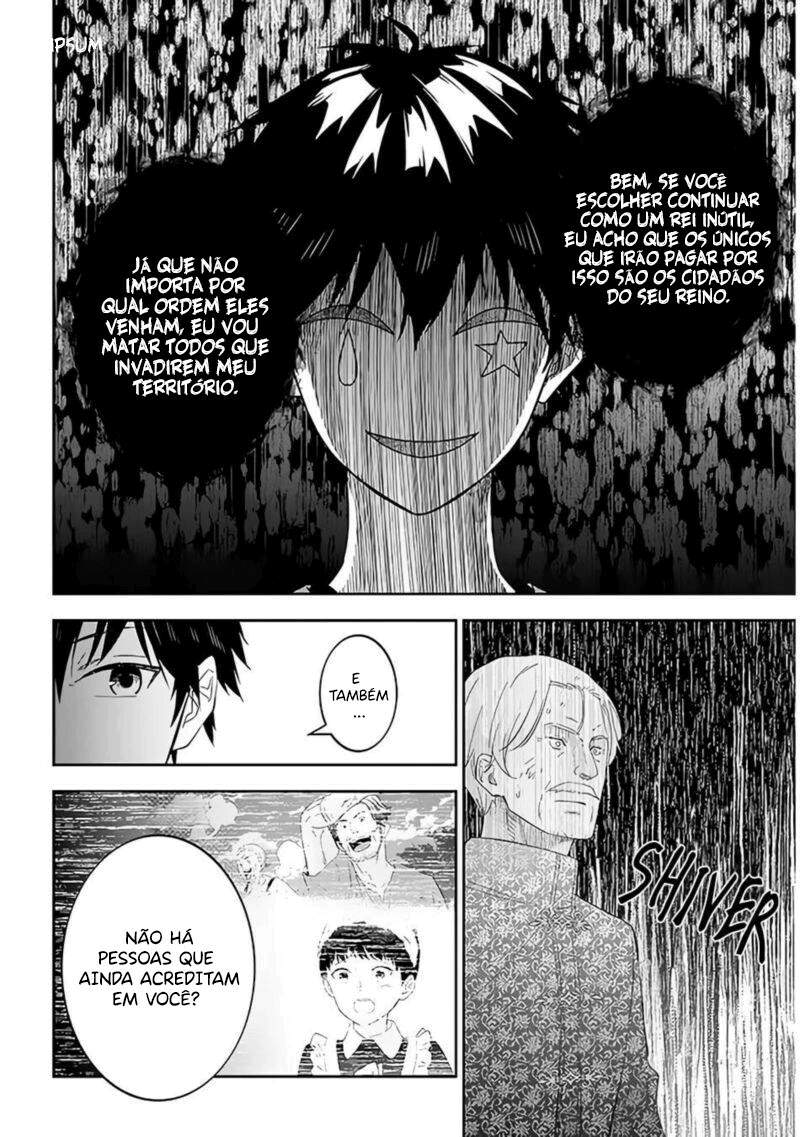 BEM, SE VOCÊ
ESCOLHER CONTINUAR
COMO UM REI INÚTIL,
EU ACHO QUE OS ÚNICOS
QUE IRÃO PAGAR POR
ISSO SÃO OS CIDADÃOS
DO SEU REINO.
JÁ QUE NÃO
IMPORTA POR
QUAL ORDEM ELES
VENHAM, EU VOU
MATAR TODOS QUE
INVADIREM MEU
TERRITÓRIO.
SHIVER
E
TAMBÉM
...
NÃO HÁ
PESSOAS QUE
AINDA ACREDITAM
EM VOCÊ?